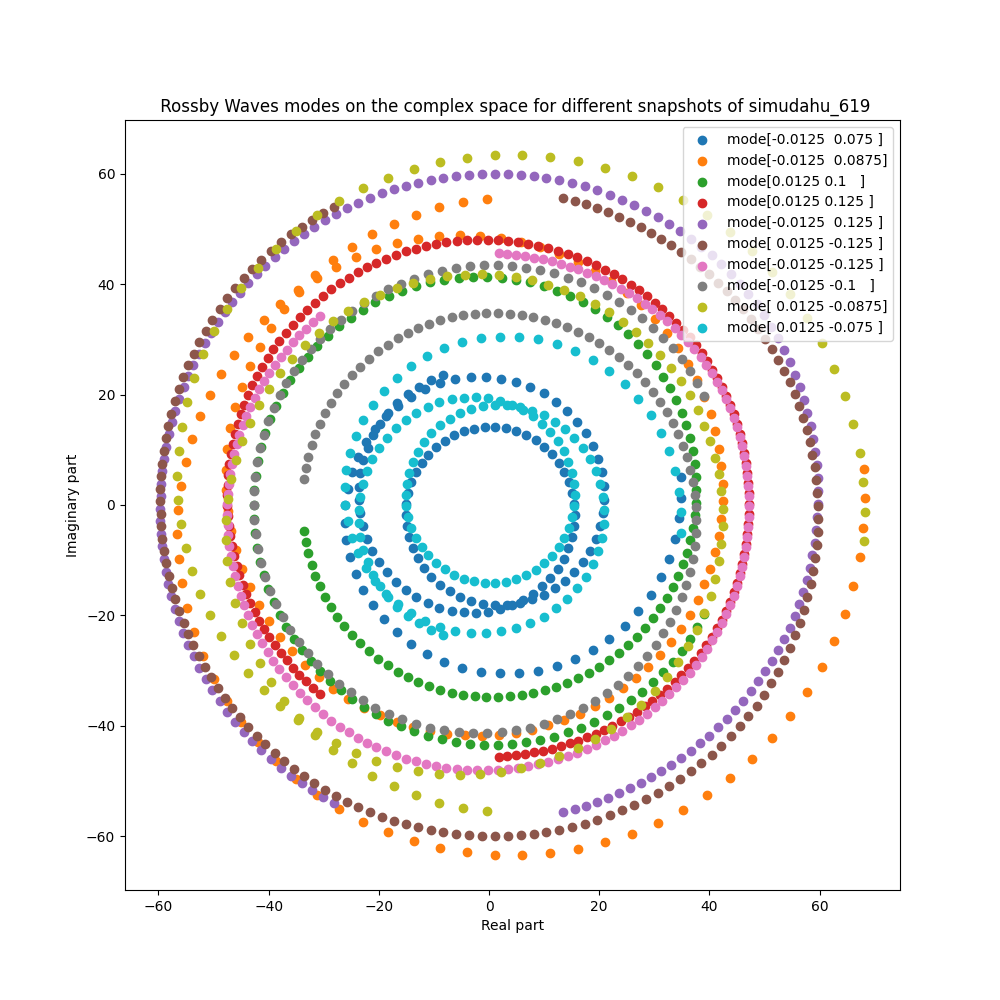 Rossby Waves modes on the complex space for different snapshots of simudahu_619
mode[-0.0125  0.075 ]
mode[-0.0125  0.0875]
mode[0.0125 0.1   ]
mode[0.0125 0.125 ]
mode[-0.0125  0.125 ]
mode[ 0.0125 -0.125 ]
mode[-0.0125 -0.125 ]
mode[-0.0125 -0.1   ]
mode[ 0.0125 -0.0875]
mode[ 0.0125 -0.075 ]
60
40
20
0
−20
−40
−60
Imaginary part
−60 −40 −20 0 20 40 60
Real part